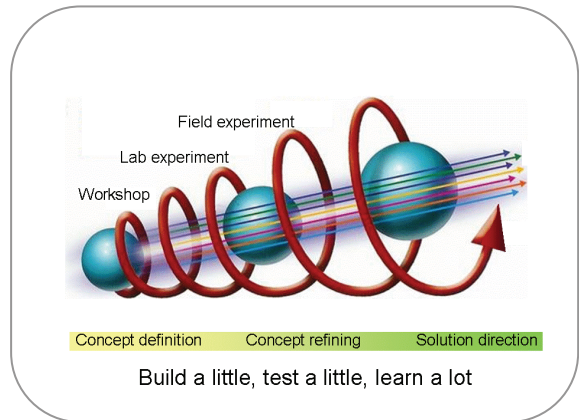 Field experiment
Lab experiment
Workshop
Concept definition Concept refining Solution direction
Build a little, test a little, learn a lot